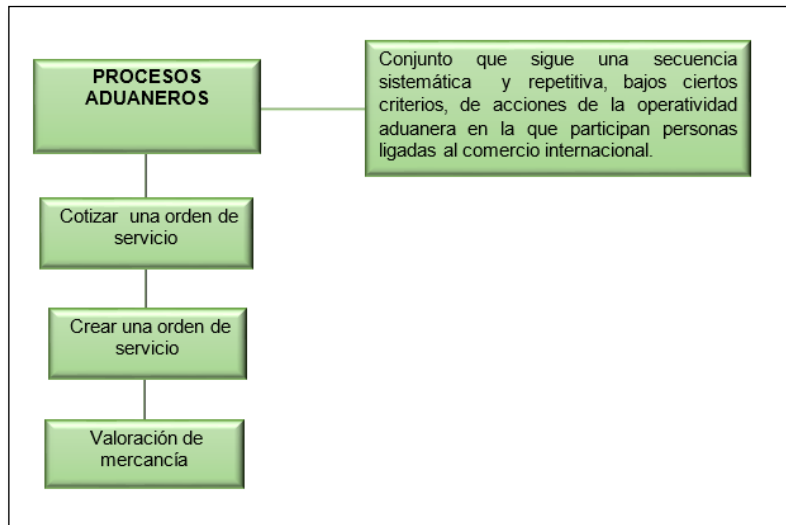 PROCESOS
ADUANEROS
Conjunto que sigue una secuencia
sistemática y repetitiva, bajos ciertos
criterios, de acciones de la operatividad
aduanera en la que participan personas
ligadas al comercio internacional.
Cotizar una orden de
servicio
Crear una orden de
servicio
Valoración de
mercancía